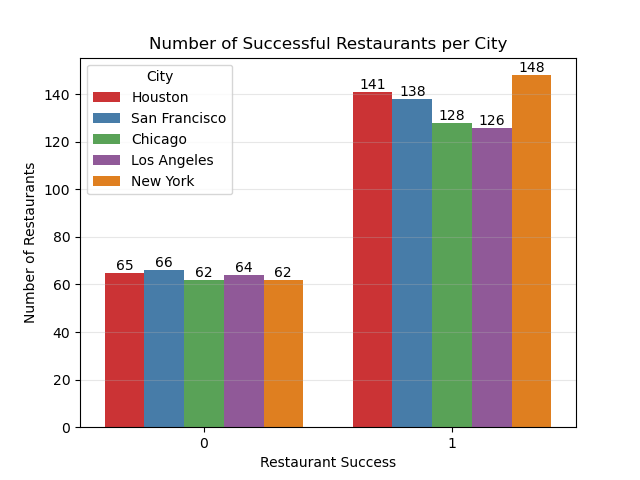 Number of Successful Restaurants per City
City
Houston
San Francisco
Chicago
Los Angeles
New York
Number of Restaurants
140
120
100
80
60
40
20
0
65
66
62
64
62
141
138
128
126
148
0
1
Restaurant Success